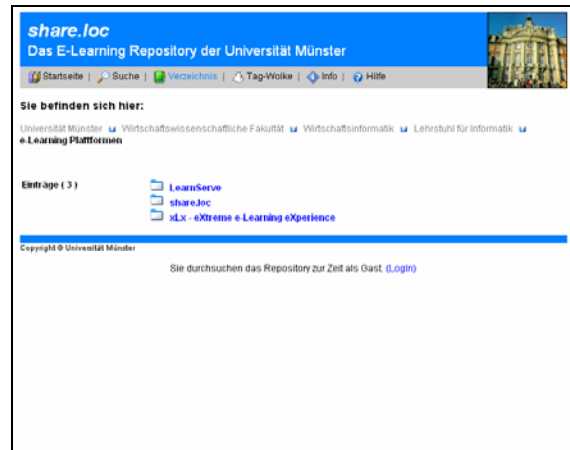 share.loc
Das E-Learning Repository der Universität Münster
Startseite | Suche | Verzeichnis | Tag-Wolke | Info | Hilfe
Sie befinden sich hier:
Universität Münster Wirtschaftswissenschaftliche Fakultät Wirtschaftsinformatik Lehrstuhl für Informatik
e-Learning Plattformen
Einträge ( 3 ) LearnServe
share.loc
xLx - eXtreme e-Learning eXperience
Copyright © Universität Münster
Sie durchsuchen das Repository zur Zeit als Gast. (LogIn)